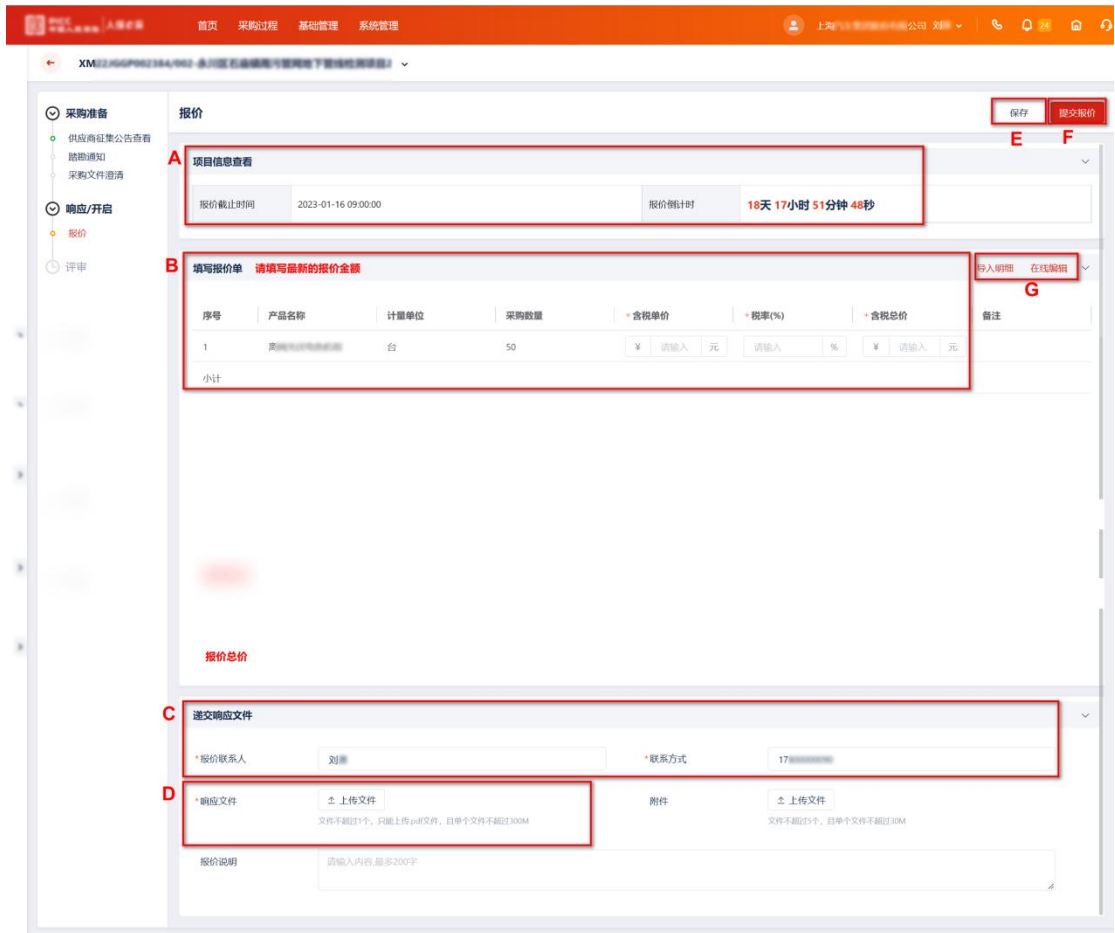 首页 采购过程 基础管理 系统管理 公司 刘 24
XM
采购准备
供应商征集公告查看
踏勘通知
采购文件澄清
响应/开启
报价
评审
报价 保存 提交报价
E F
A 项目信息查看
报价截止时间 2023-01-16 09:00:00 报价倒计时 18天 17小时 51分钟 48秒
B 填写报价单 请填写最新的报价金额 导入明细 在线编辑
G
序号 产品名称 计量单位 采购数量 *含税单价 *税率(%) *含税总价 备注
1 台 50 ¥ 请输入 元 请输入 % ¥ 请输入 元
小计
报价总价
C 递交响应文件
*报价联系人 刘 *联系方式 17
D *响应文件 上传文件 附件 上传文件
文件不超过1个，只能上传.pdf文件，且单个文件不超过300M 文件不超过5个，且单个文件不超过30M
报价说明 请输入内容,最多200字